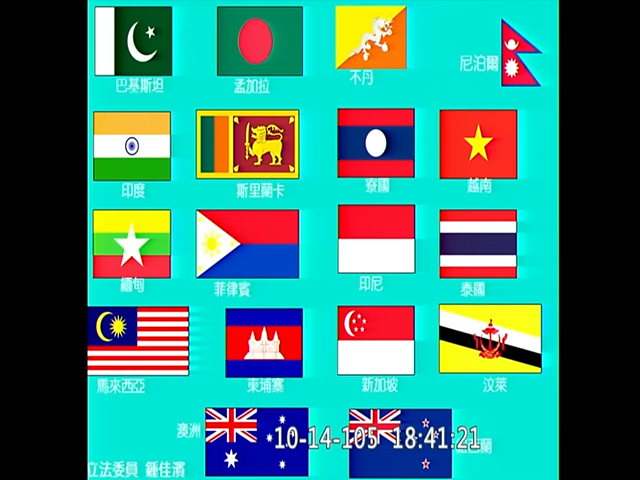 巴基斯坦
孟加拉
不丹
尼泊爾
印度
斯里蘭卡
寮國
越南
緬甸
菲律賓
印尼
泰國
馬來西亞
柬埔寨
新加坡
汶萊
澳洲
10-14-105 18:41:21
立法委員 鍾佳濱